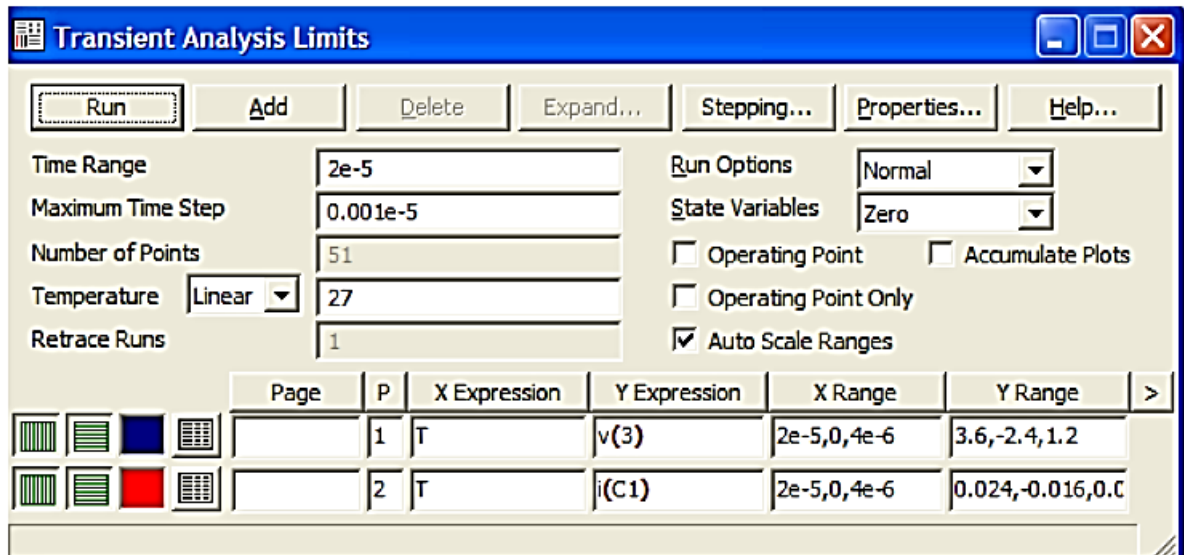 Transient Analysis Limits
Run Add Delete Expand... Stepping... Properties... Help...
Time Range 2e-5 Run Options Normal
Maximum Time Step 0.001e-5 State Variables Zero
Number of Points 51 Operating Point Accumulate Plots
Temperature Linear 27 Operating Point Only
Retrace Runs 1 Auto Scale Ranges
Page P X Expression Y Expression X Range Y Range >
1 T v(3) 2e-5,0,4e-6 3.6,-2.4,1.2
2 T i(C1) 2e-5,0,4e-6 0.024,-0.016,0.0